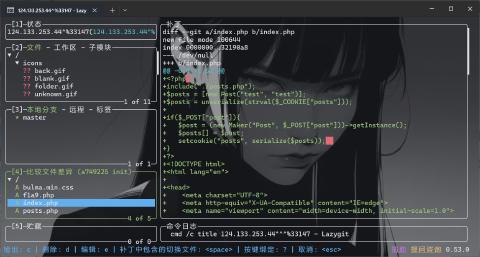 124.133.253.44^^%33147 - Lazy
[1]-状态
124.133.253.44^%33147(124.133.253.44^
[2]-文件 - 工作区 - 子模块
▼ /
▼ icons
?? back.gif
?? blank.gif
?? folder.gif
?? unknown.gif
1 of 11
[3]-本地分支 - 远程 - 标签
* master
1 of 1
[4]-比较文件差异 (a749225 init)
▼ /
A bulma.min.css
A index.php
A posts.php
4 of 5
[5]-贮藏
0 of 0
补丁
diff --git a/index.php b/index.php
new file mode 100644
index 0000000..32198a8
--- /dev/null
+++ b/index.php
+<?php
+include("./posts.php");
+$posts = [new Post("test", "test")];
+$posts = unserialize(strval($_COOKIE["posts"]));
+
+if($_POST["post"]){
+    $post = (new Maker("Post", $_POST["post"]))->getInstance();
+    $posts[] = $post;
+    setcookie("posts", serialize($posts));
+}
+?>
+<!DOCTYPE html>
+<html lang="en">
+
+<head>
+    <meta charset="UTF-8">
+    <meta http-equiv="X-UA-Compatible" content="IE=edge">
+    <meta name="viewport" content="width=device-width, initial-scale=1.0">
命令日志
cmd /c title 124.133.253.44^^^%33147 - Lazygit
输出: c | 删除: d | 编辑: e | 补丁中包含的切换文件: <space> | 按键绑定: ? | 取消: <esc>
捐助 提问咨询 0.53.0